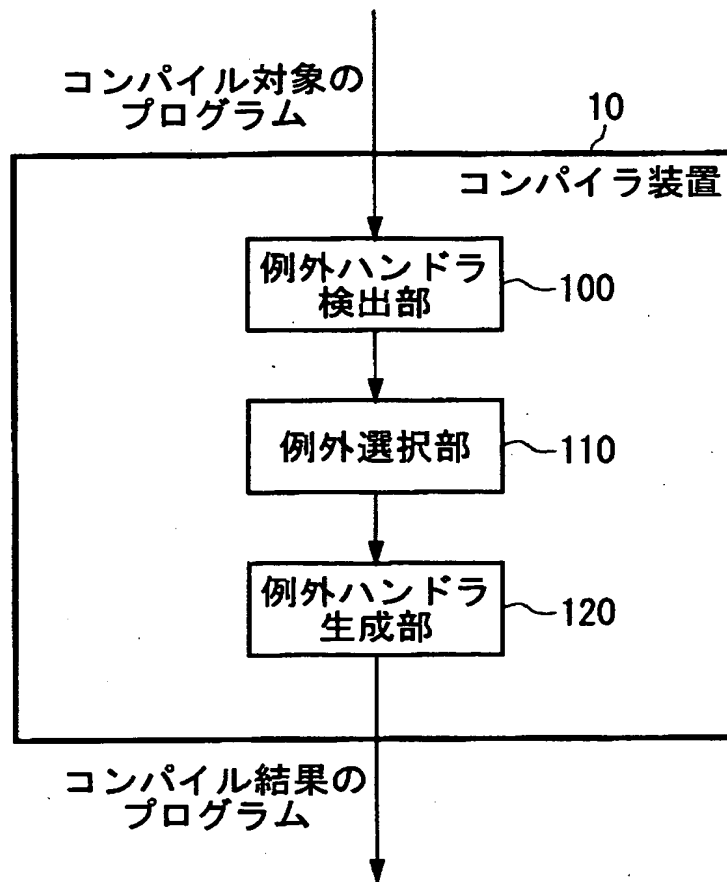 コンパイル対象の
プログラム
10
コンパイラ装置
例外ハンドラ
検出部
100
例外選択部
110
例外ハンドラ
生成部
120
コンパイル結果の
プログラム